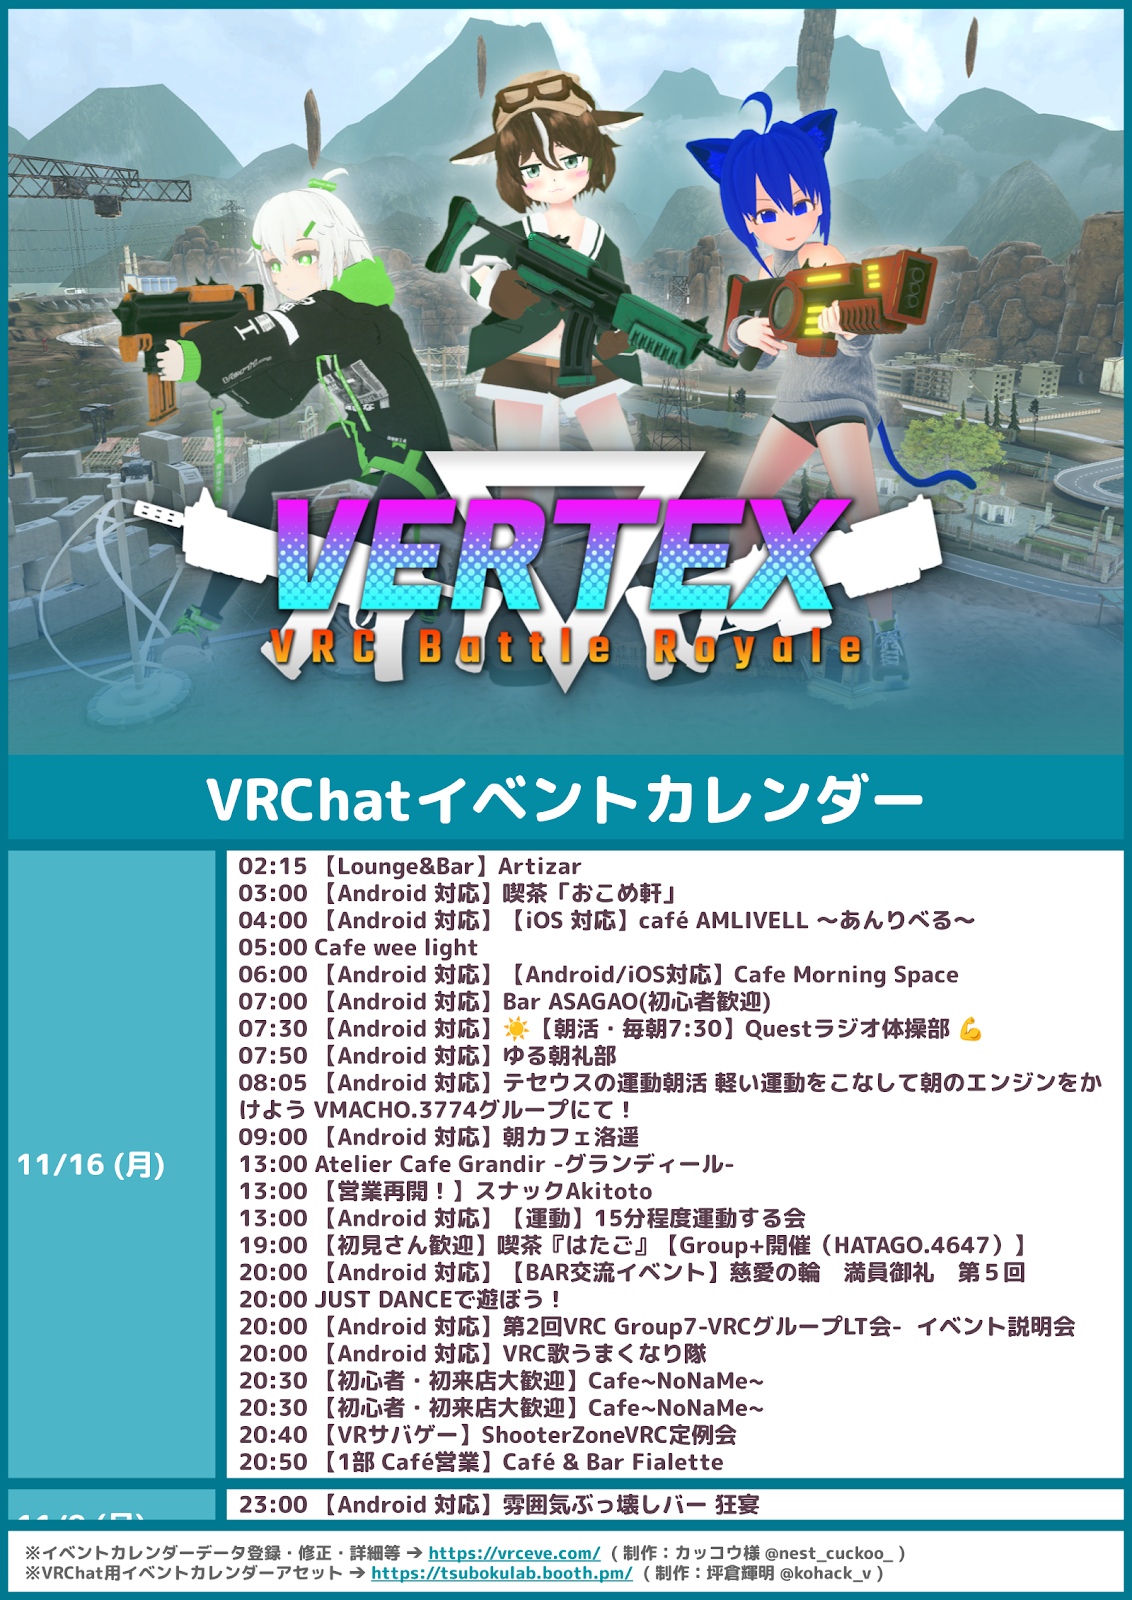 VERTEX
VRC Battle Royale
VRChatイベントカレンダー
11/16 (月)
02:15 【Lounge&Bar】Artizar
03:00 【Android 対応】喫茶「おこめ軒」
04:00 【Android 対応】【iOS 対応】café AMLIVELL ～あんりべる～
05:00 Cafe wee light
06:00 【Android 対応】【Android/iOS対応】Cafe Morning Space
07:00 【Android 対応】Bar ASAGAO(初心者歓迎)
07:30 【Android 対応】☀️【朝活・毎朝7:30】Questラジオ体操部 💪
07:50 【Android 対応】ゆる朝礼部
08:05 【Android 対応】テセウスの運動朝活 軽い運動をこなして朝のエンジンをか
けよう VMACHO.3774グループにて！
09:00 【Android 対応】朝カフェ洛遥
13:00 Atelier Cafe Grandir -グランディール-
13:00 【営業再開！】スナックAkitoto
13:00 【Android 対応】【運動】15分程度運動する会
19:00 【初見さん歓迎】喫茶『はたご』【Group+開催（HATAGO.4647）】
20:00 【Android 対応】【BAR交流イベント】慈愛の輪　満員御礼　第５回
20:00 JUST DANCEで遊ぼう！
20:00 【Android 対応】第2回VRC Group7-VRCグループLT会- イベント説明会
20:00 【Android 対応】VRC歌うまくなり隊
20:30 【初心者・初来店大歓迎】Cafe~NoNaMe~
20:30 【初心者・初来店大歓迎】Cafe~NoNaMe~
20:40 【VRサバゲー】ShooterZoneVRC定例会
20:50 【1部 Café営業】Café & Bar Fialette
23:00 【Android 対応】雰囲気ぶっ壊しバー 狂宴
※イベントカレンダーデータ登録・修正・詳細等 → https://vrceve.com/ ( 制作：カッコウ様 @nest_cuckoo_ )
※VRChat用イベントカレンダーアセット → https://tsubokulab.booth.pm/ ( 制作：坪倉輝明 @kohack_v )